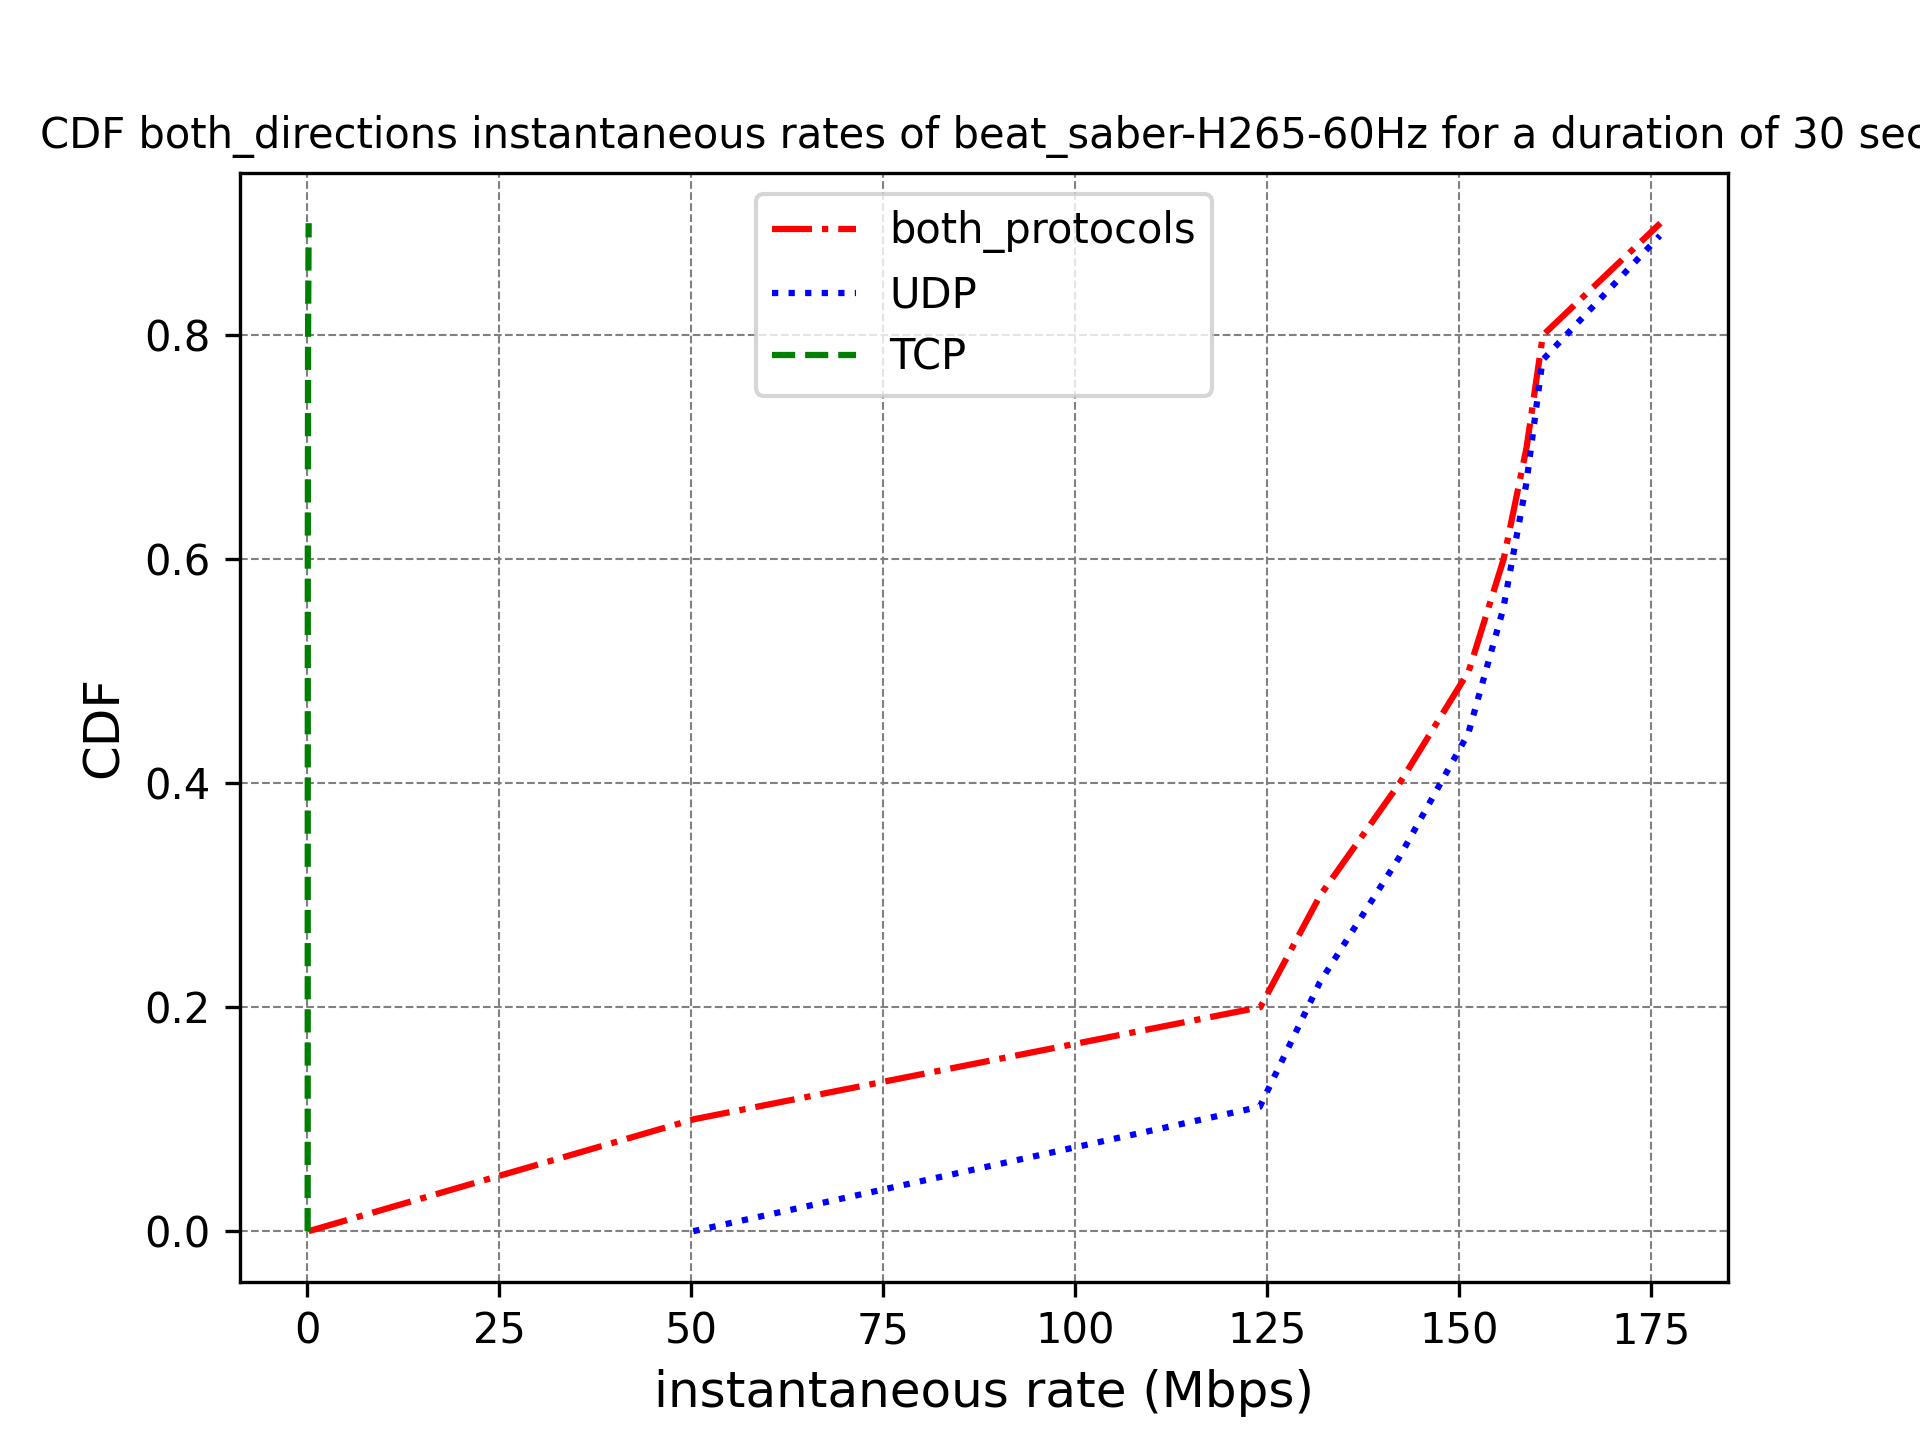 CDF both_directions instantaneous rates of beat_saber-H265-60Hz for a duration of 30 sec
both_protocols
UDP
TCP
0.8
0.6
0.4
0.2
0.0
CDF
0 25 50 75 100 125 150 175
instantaneous rate (Mbps)